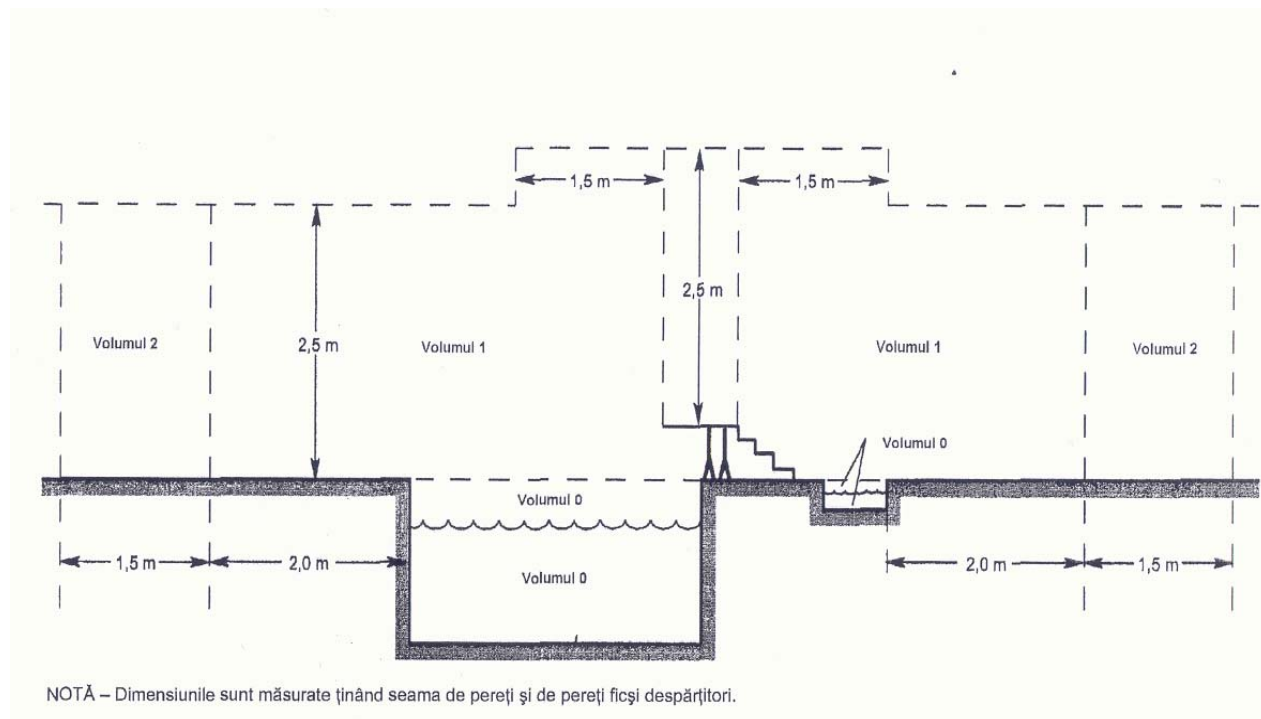 1,5 m
1,5 m
2,5 m
Volumul 2
2,5 m
Volumul 1
Volumul 1
Volumul 2
Volumul 0
Volumul 0
1,5 m
2,0 m
Volumul 0
2,0 m
1,5 m
NOTĂ – Dimensiunile sunt măsurate ţinând seama de pereţi şi de pereţi ficşi despărţitori.